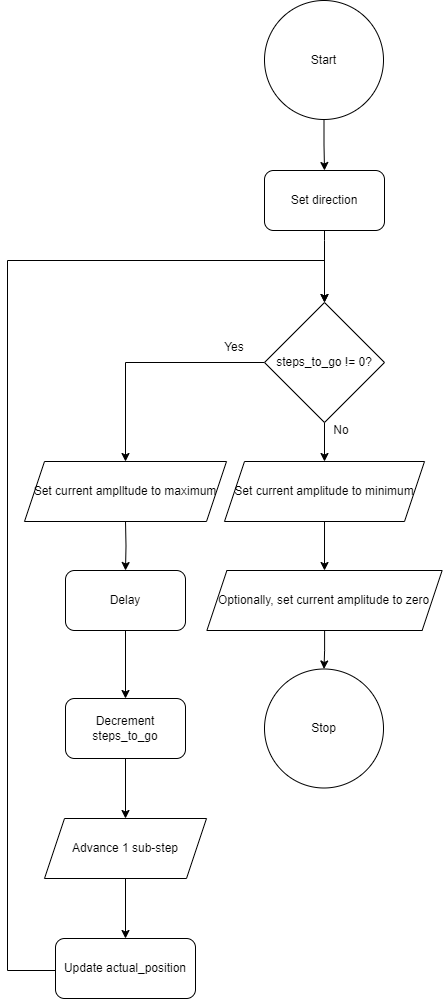 Start
Set direction
steps_to_go != 0?
Yes
No
Set current amplitude to maximum
Set current amplitude to minimum
Delay
Optionally, set current amplitude to zero
Decrement
steps_to_go
Stop
Advance 1 sub-step
Update actual_position